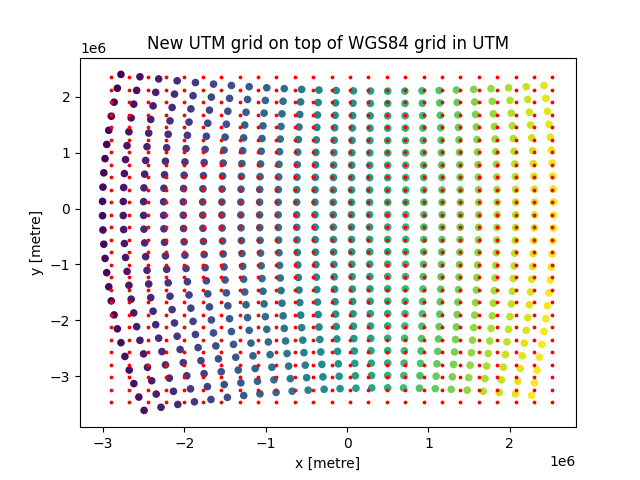 New UTM grid on top of WGS84 grid in UTM
1e6
2
1
0
−1
−2
−3
y [metre]
−3 −2 −1 0 1 2
x [metre]
1e6